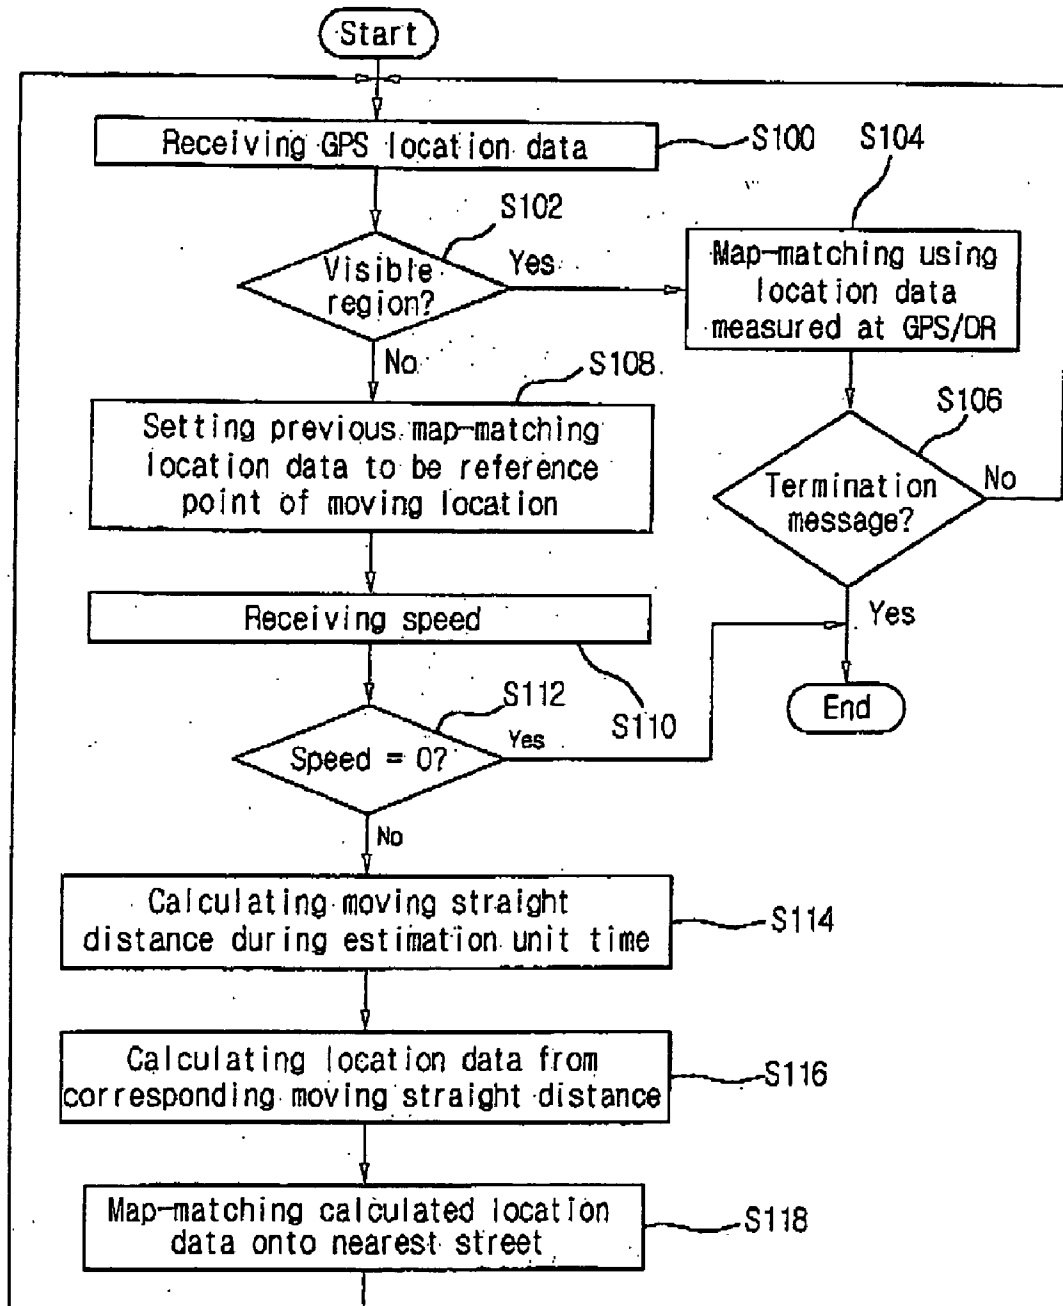 Start
Receiving GPS location data
S100
S104
S102
Visible
region?
Yes
Map-matching using
location data
measured at GPS/DR
No
S108
S106
Setting previous map-matching
location data to be reference
point of moving location
Termination
message?
No
Receiving speed
Yes
S110
S112
End
Speed = 0?
Yes
No
Calculating moving straight
distance during estimation unit time
S114
Calculating location data from
corresponding moving straight distance
S116
Map-matching calculated location
data onto nearest street
S118